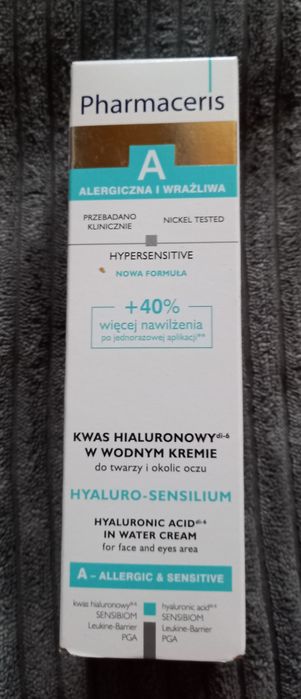 Pharmaceris
A
ALERGICZNA I WRAŻLIWA
PRZEBADANO
KLINICZNIE
NICKEL TESTED
HYPERSENSITIVE
NOWA FORMUŁA
+40%
więcej nawilżenia
po jednorazowej aplikacji**
KWAS HIALURONOWY di-6
W WODNYM KREMIE
do twarzy i okolic oczu
HYALURO-SENSILIUM
HYALURONIC ACID di-6
IN WATER CREAM
for face and eyes area
A – ALLERGIC & SENSITIVE
kwas hialuronowy di-6
SENSIBIOM
Leukine-Barrier
PGA
hyaluronic acid di-6
SENSIBIOM
Leukine-Barrier
PGA